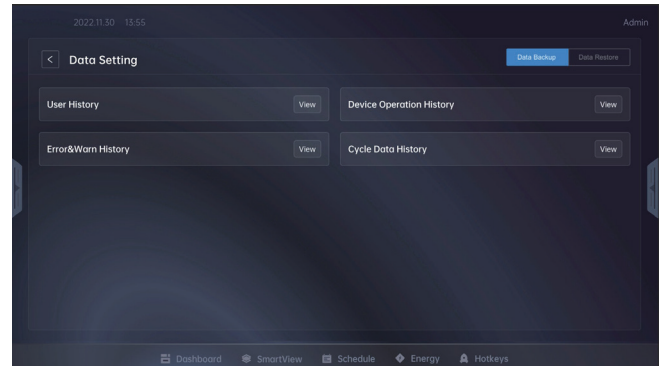 2022.11.30 13:55 Admin
< Data Setting Data Backup Data Restore
User History View Device Operation History View
Error&Warn History View Cycle Data History View
Dashboard SmartView Schedule Energy Hotkeys